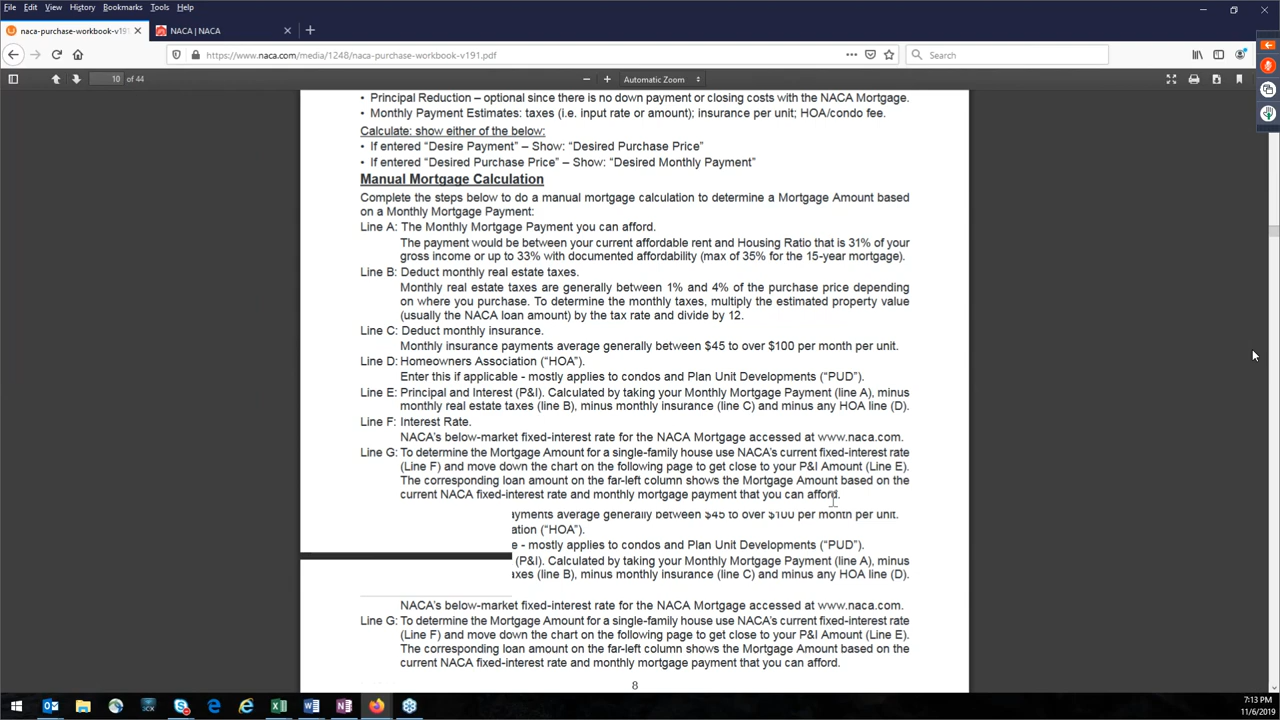 File Edit View Bookmarks Tools Help
naca-purchase-workbook-v191
NACA | NACA
https://www.naca.com/media/1248/naca-purchase-workbook-v191.pdf
Search
10 of 44
Automatic Zoom
• Principal Reduction – optional since there is no down payment or closing costs with the NACA Mortgage.
• Monthly Payment Estimates: taxes (i.e. input rate or amount); insurance per unit; HOA/condo fee.
Calculate: show either of the below:
• If entered “Desire Payment” – Show: “Desired Purchase Price”
• If entered “Desired Purchase Price” – Show: “Desired Monthly Payment”
Manual Mortgage Calculation
Complete the steps below to do a manual mortgage calculation to determine a Mortgage Amount based
on a Monthly Mortgage Payment:
Line A: The Monthly Mortgage Payment you can afford.
The payment would be between your current affordable rent and Housing Ratio that is 31% of your
gross income or up to 33% with documented affordability (max of 35% for the 15-year mortgage).
Line B: Deduct monthly real estate taxes.
Monthly real estate taxes are generally between 1% and 4% of the purchase price depending
on where you purchase. To determine the monthly taxes, multiply the estimated property value
(usually the NACA loan amount) by the tax rate and divide by 12.
Line C: Deduct monthly insurance.
Monthly insurance payments average generally between $45 to over $100 per month per unit.
Line D: Homeowners Association (“HOA”).
Enter this if applicable - mostly applies to condos and Plan Unit Developments (“PUD”).
Line E: Principal and Interest (P&I). Calculated by taking your Monthly Mortgage Payment (line A), minus
monthly real estate taxes (line B), minus monthly insurance (line C) and minus any HOA line (D).
Line F: Interest Rate.
NACA’s below-market fixed-interest rate for the NACA Mortgage accessed at www.naca.com.
Line G: To determine the Mortgage Amount for a single-family house use NACA’s current fixed-interest rate
(Line F) and move down the chart on the following page to get close to your P&I Amount (Line E).
The corresponding loan amount on the far-left column shows the Mortgage Amount based on the
current NACA fixed-interest rate and monthly mortgage payment that you can afford.
ayments average generally between $45 to over $100 per month per unit.
ation (“HOA”).
e - mostly applies to condos and Plan Unit Developments (“PUD”).
(P&I). Calculated by taking your Monthly Mortgage Payment (line A), minus
axes (line B), minus monthly insurance (line C) and minus any HOA line (D).
NACA’s below-market fixed-interest rate for the NACA Mortgage accessed at www.naca.com.
Line G: To determine the Mortgage Amount for a single-family house use NACA’s current fixed-interest rate
(Line F) and move down the chart on the following page to get close to your P&I Amount (Line E).
The corresponding loan amount on the far-left column shows the Mortgage Amount based on the
current NACA fixed-interest rate and monthly mortgage payment that you can afford.
8
7:13 PM
11/6/2019